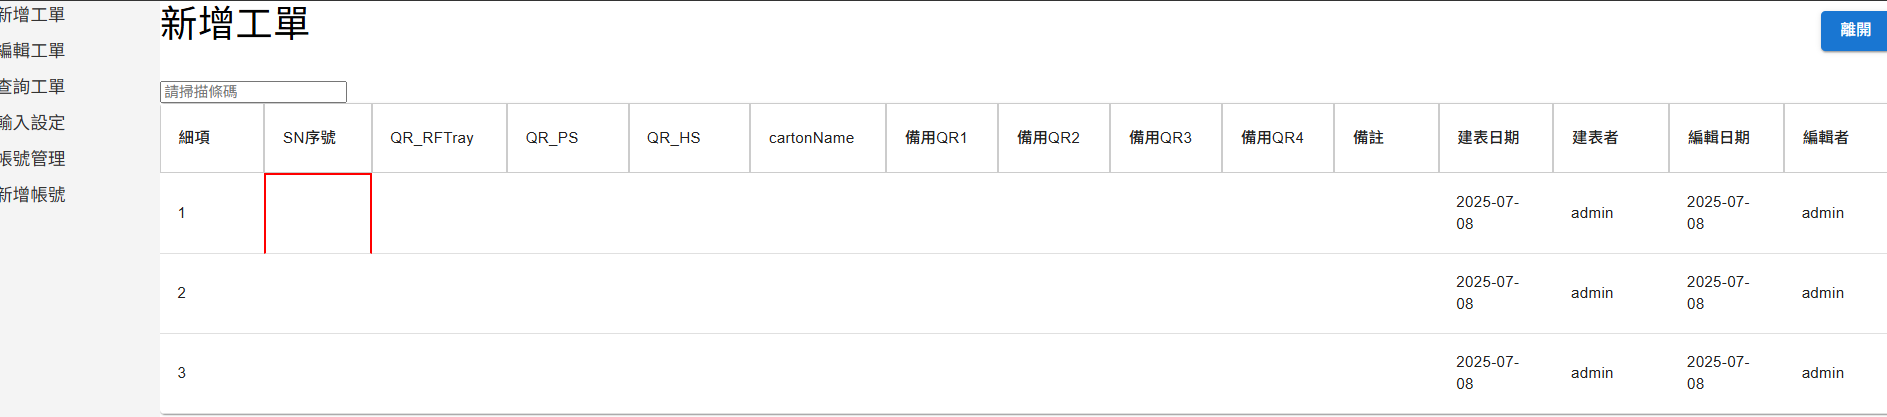 新增工單
編輯工單
查詢工單
輸入設定
帳號管理
新增帳號
新增工單
離開
請掃描條碼
細項 SN序號 QR_RFTray QR_PS QR_HS cartonName 備用QR1 備用QR2 備用QR3 備用QR4 備註 建表日期 建表者 編輯日期 編輯者
1 2025-07-08 admin 2025-07-08 admin
2 2025-07-08 admin 2025-07-08 admin
3 2025-07-08 admin 2025-07-08 admin